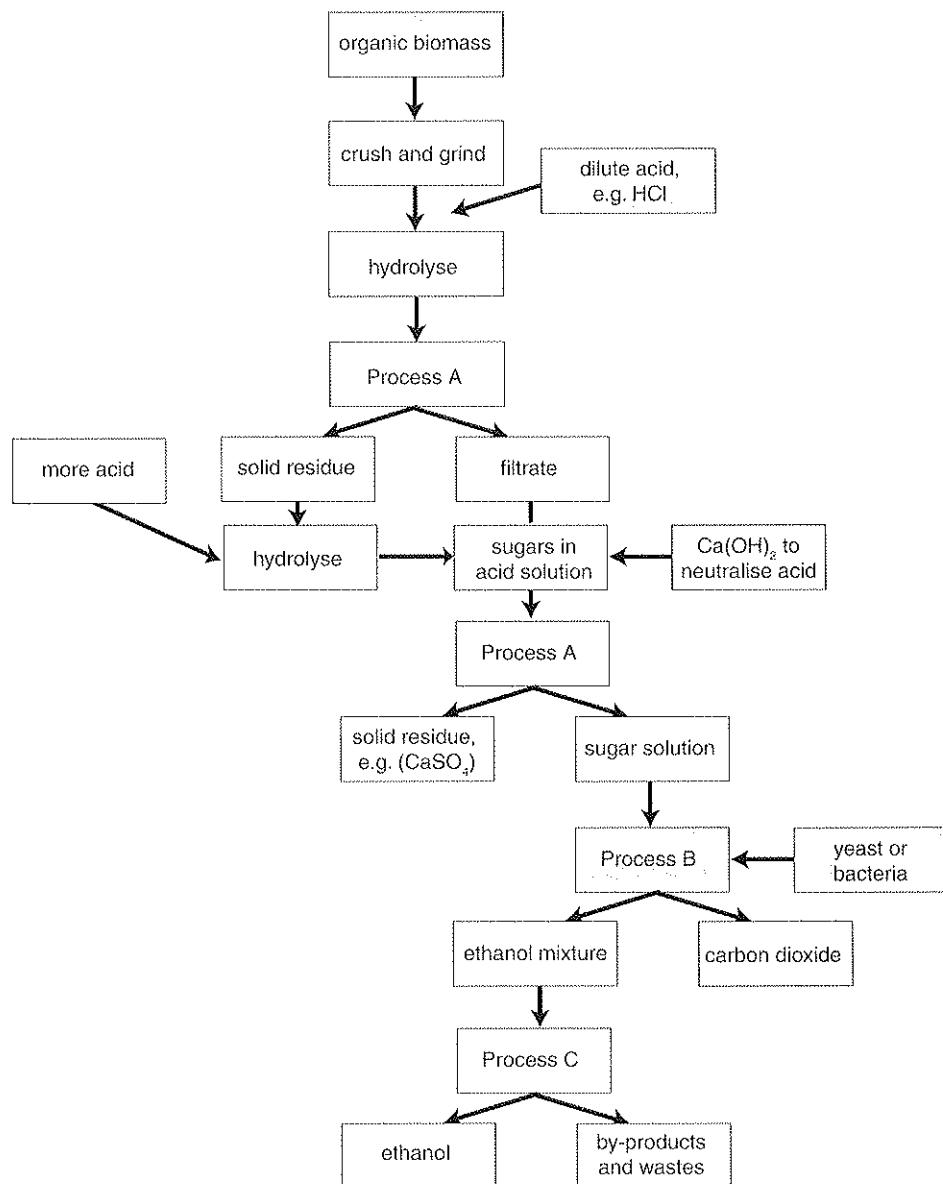 organic biomass
crush and grind
dilute acid,
e.g. HCl
hydrolyse
Process A
more acid
solid residue
filtrate
hydrolyse
sugars in
acid solution
Ca(OH)₂ to
neutralise acid
Process A
solid residue,
e.g. (CaSO₄)
sugar solution
Process B
yeast or
bacteria
ethanol mixture
carbon dioxide
Process C
ethanol
by-products
and wastes